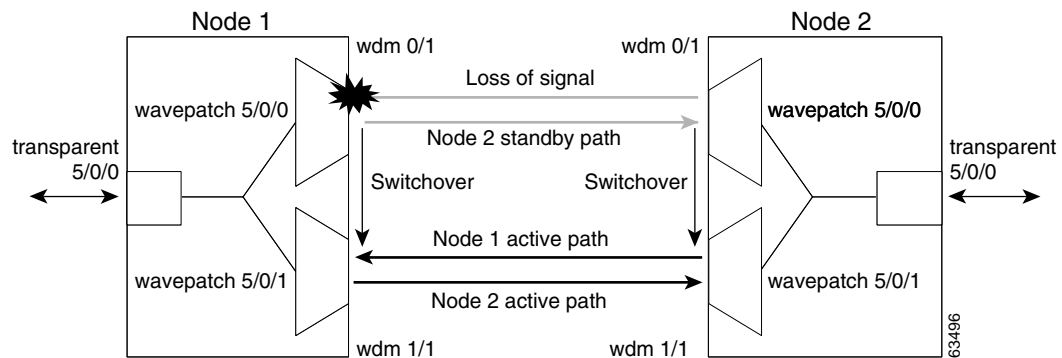 Node 1
Node 2
wdm 0/1
wdm 0/1
Loss of signal
wavepatch 5/0/0
wavepatch 5/0/0
Node 2 standby path
transparent
5/0/0
transparent
5/0/0
Switchover
Switchover
Node 1 active path
wavepatch 5/0/1
wavepatch 5/0/1
Node 2 active path
wdm 1/1
wdm 1/1
63496